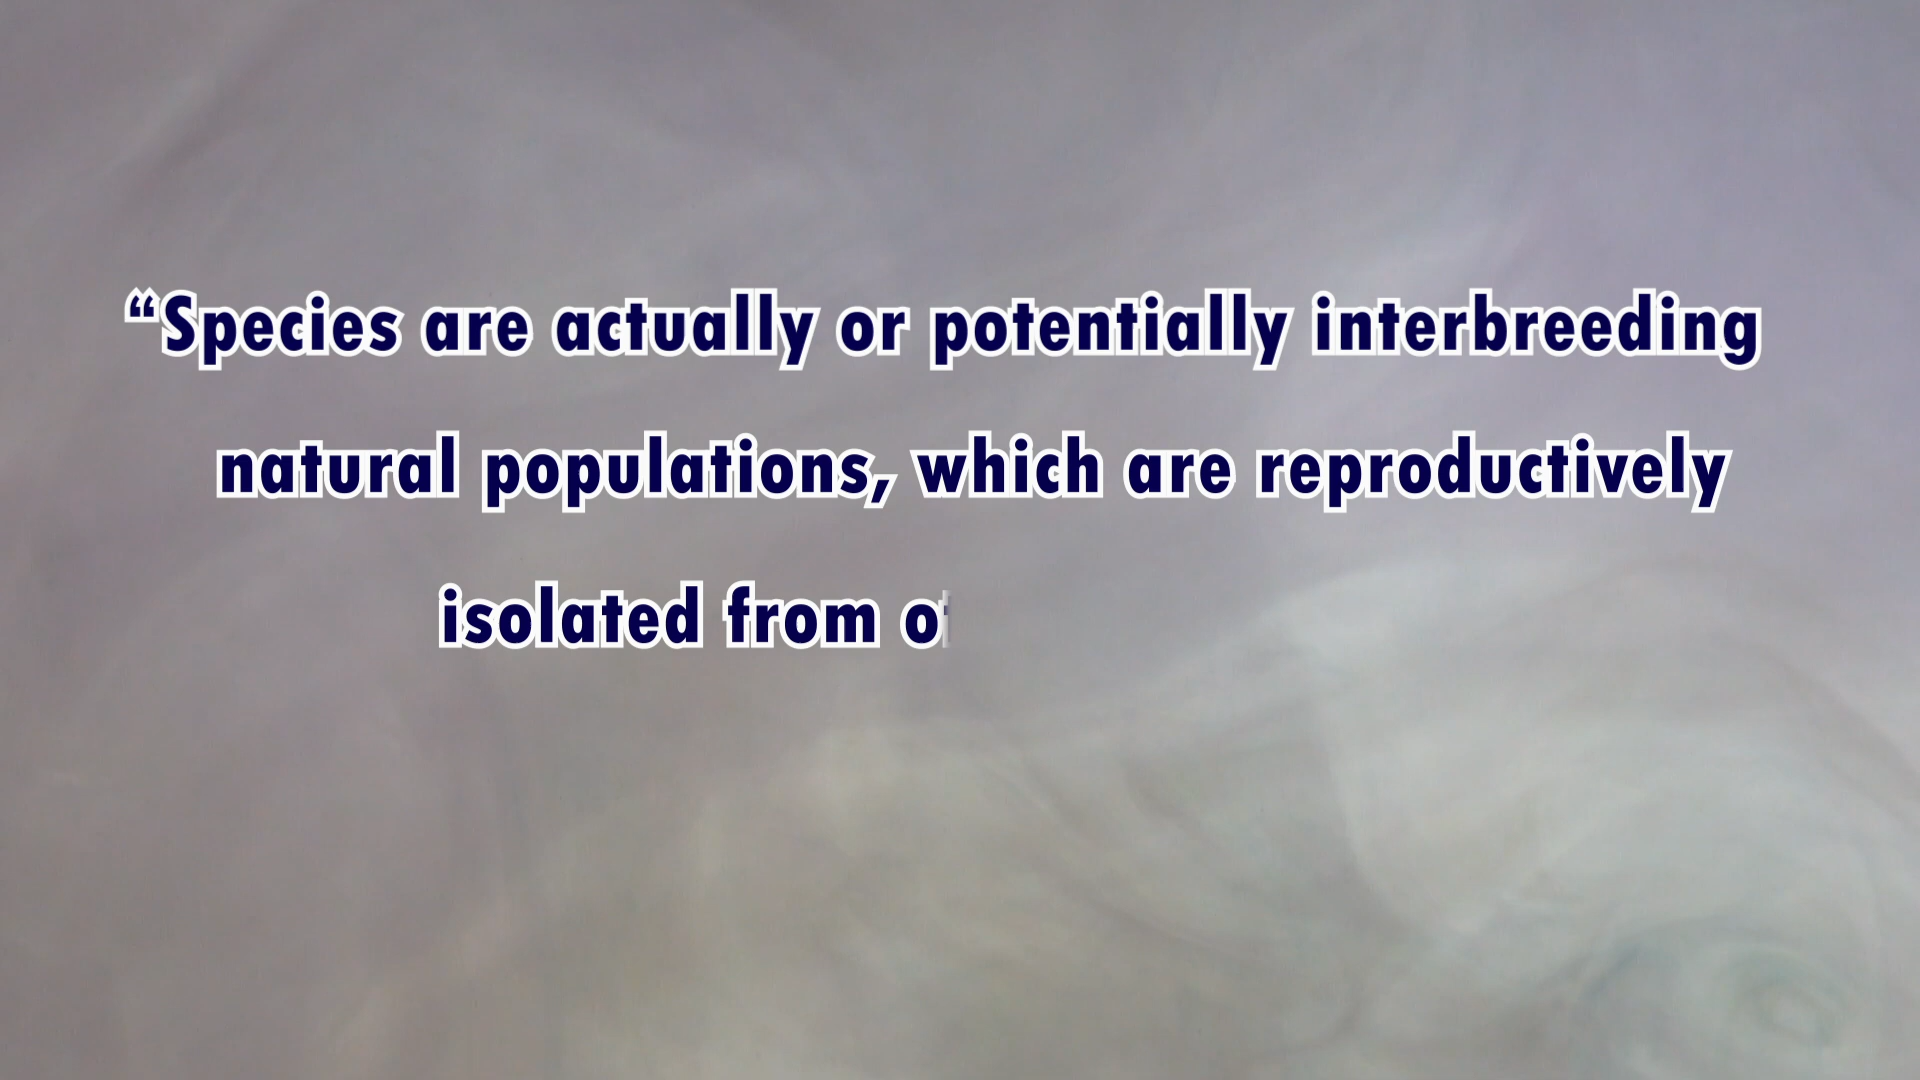 “Species are actually or potentially interbreeding
natural populations, which are reproductively
isolated from